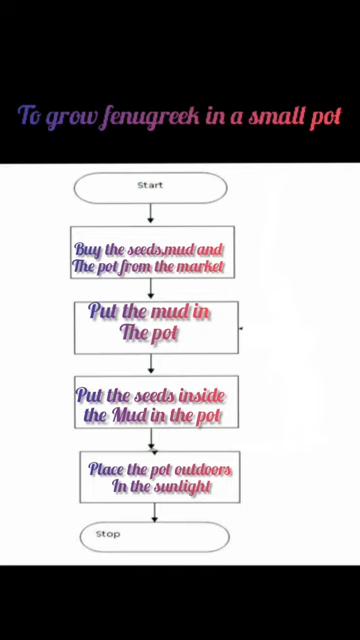 To grow fenugreek in a small pot
Start
Buy the seeds,mud and
The pot from the market
Put the mud in
The pot
Put the seeds inside
the Mud in the pot
Place the pot outdoors
In the sunlight
Stop